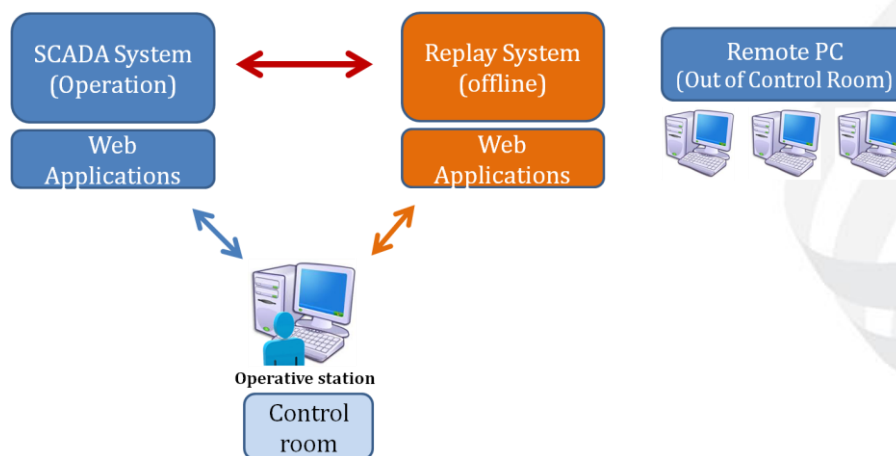 SCADA System
(Operation)
Replay System
(offline)
Remote PC
(Out of Control Room)
Web
Applications
Web
Applications
Operative station
Control
room